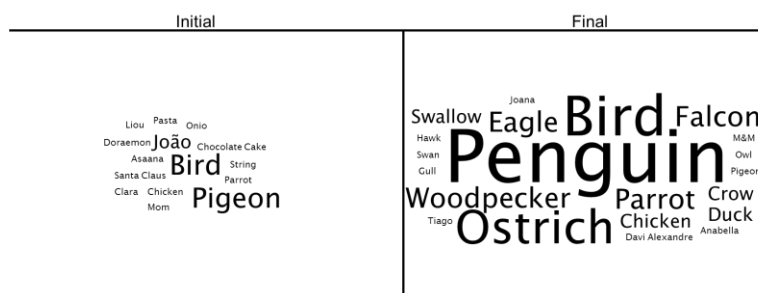 Initial
Final
Liou Pasta Onio
Doraemon João Chocolate Cake
Asaana Bird String
Santa Claus Parrot
Clara Chicken Pigeon
Mom
Joana
Swallow Eagle Bird Falcon
Hawk Penguin M&M
Swan Owl
Gull Pigeon
Woodpecker Parrot Crow
Tiago Ostrich Chicken Duck
Davi Alexandre Anabella